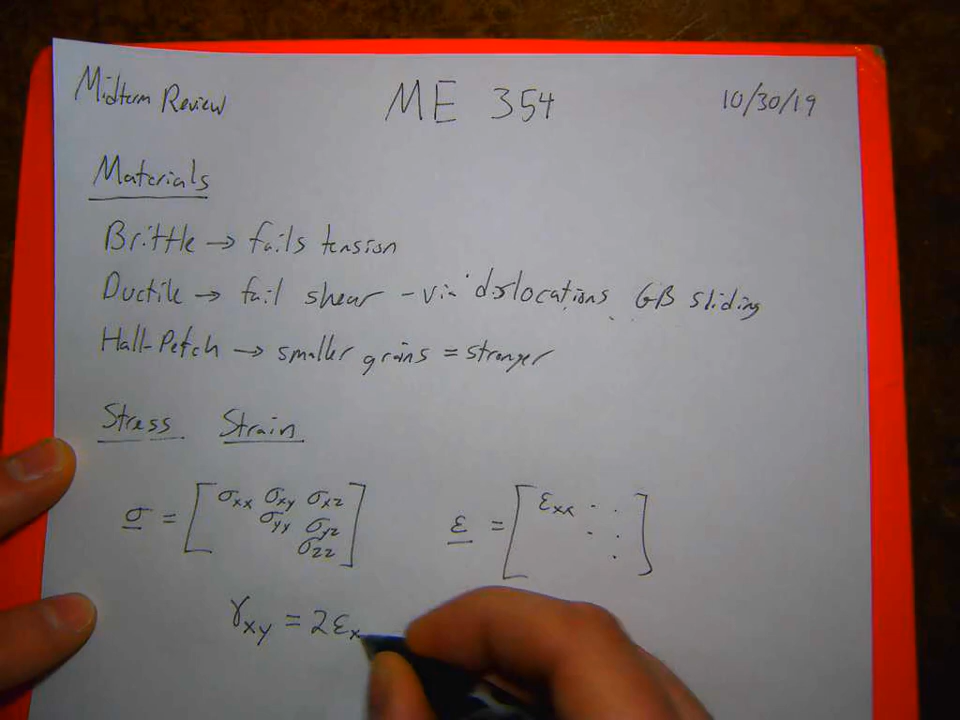 Midterm Review ME 354 10/30/19
Materials
Brittle → fails tension
Ductile → fail shear - via dislocations, GB sliding
Hall-Petch → smaller grains = stronger
Stress Strain
σ = [ σxx σxy σxz ε = [ εxx . .
σyy σyz . .
σzz ] . ]
γxy = 2εx